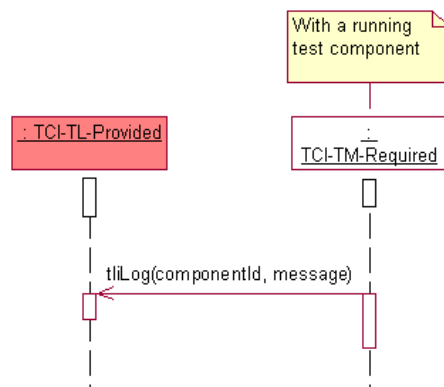 With a running
test component
: TCI-TL-Provided
:
TCI-TM-Required
tliLog(componentId, message)